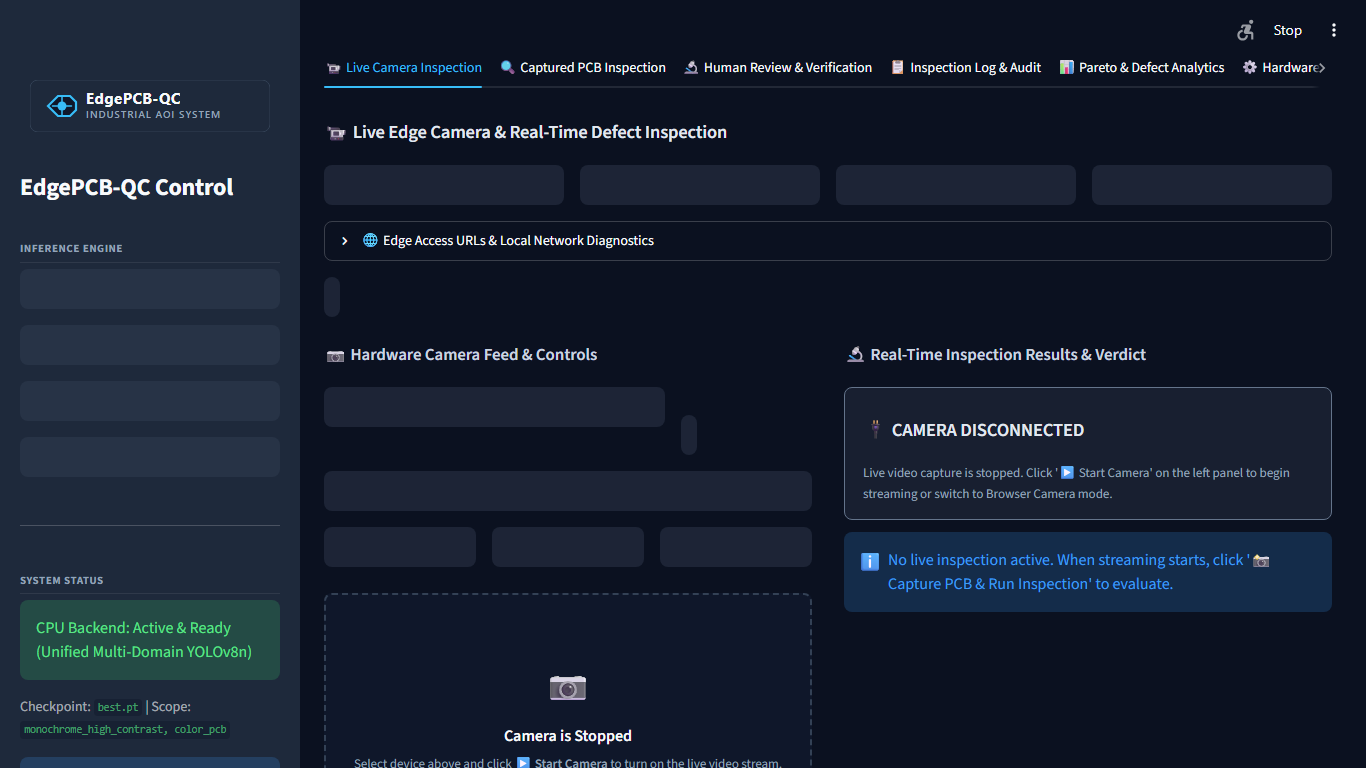 Stop
EdgePCB-QC
INDUSTRIAL AOI SYSTEM
EdgePCB-QC Control
INFERENCE ENGINE
SYSTEM STATUS
CPU Backend: Active & Ready
(Unified Multi-Domain YOLOv8n)
Checkpoint: best.pt | Scope:
monochrome_high_contrast, color_pcb
Live Camera Inspection
Captured PCB Inspection
Human Review & Verification
Inspection Log & Audit
Pareto & Defect Analytics
Hardware
Live Edge Camera & Real-Time Defect Inspection
Edge Access URLs & Local Network Diagnostics
Hardware Camera Feed & Controls
Camera is Stopped
Select device above and click ▶️ Start Camera to turn on the live video stream.
Real-Time Inspection Results & Verdict
CAMERA DISCONNECTED
Live video capture is stopped. Click ' ▶️ Start Camera' on the left panel to begin
streaming or switch to Browser Camera mode.
No live inspection active. When streaming starts, click ' 📸
Capture PCB & Run Inspection' to evaluate.